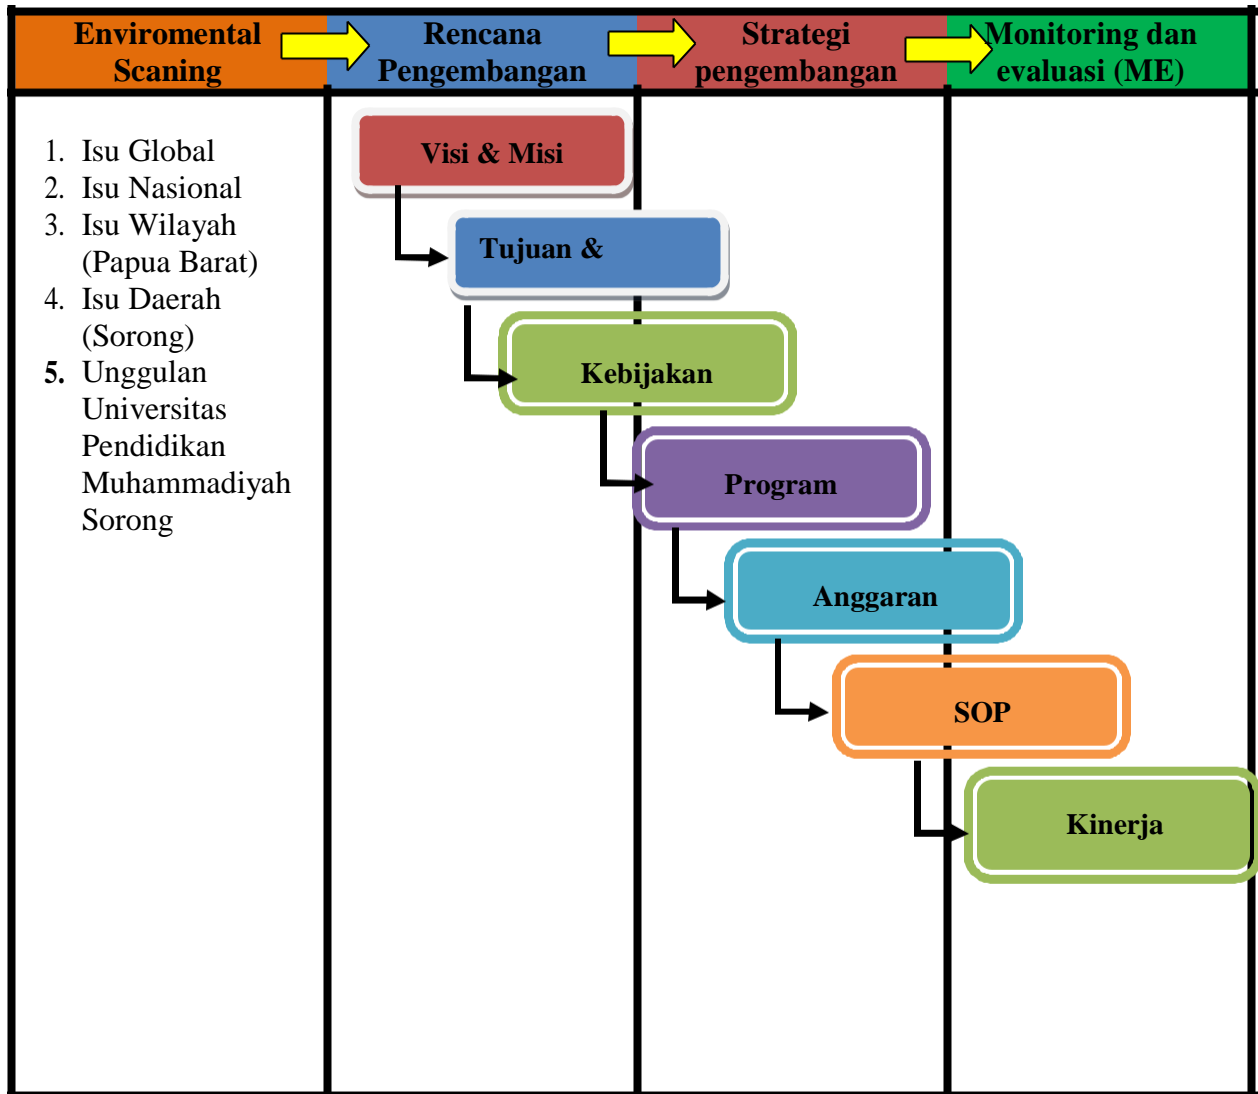 Enviromental
Scaning
Rencana
Pengembangan
Strategi
pengembangan
Monitoring dan
evaluasi (ME)
1. Isu Global
2. Isu Nasional
3. Isu Wilayah
(Papua Barat)
4. Isu Daerah
(Sorong)
5. Unggulan
Universitas
Pendidikan
Muhammadiyah
Sorong
Visi & Misi
Tujuan &
Kebijakan
Program
Anggaran
SOP
Kinerja